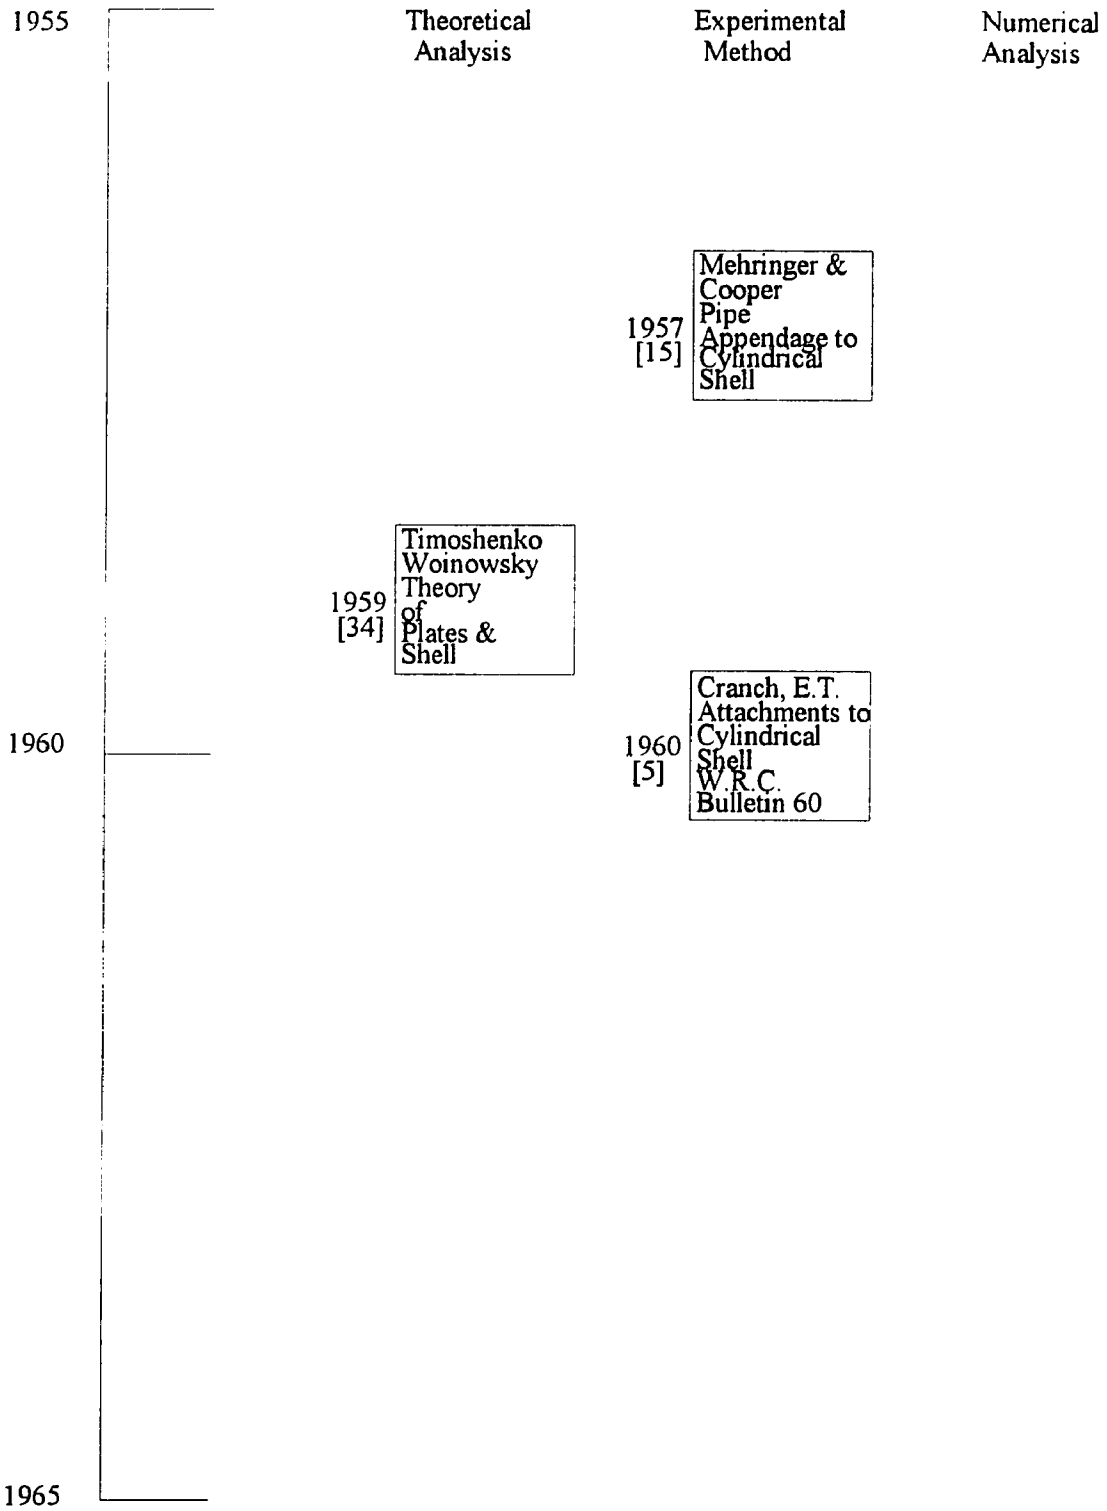 1955
Theoretical
Analysis
Experimental
Method
Numerical
Analysis
1957
[15]
Mehringer &
Cooper
Pipe
Appendage to
Cylindrical
Shell
1959
[34]
Timoshenko
Woinowsky
Theory
of
Plates &
Shell
1960
1960
[5]
Cranch, E.T.
Attachments to
Cylindrical
Shell
W.R.C.
Bulletin 60
1965